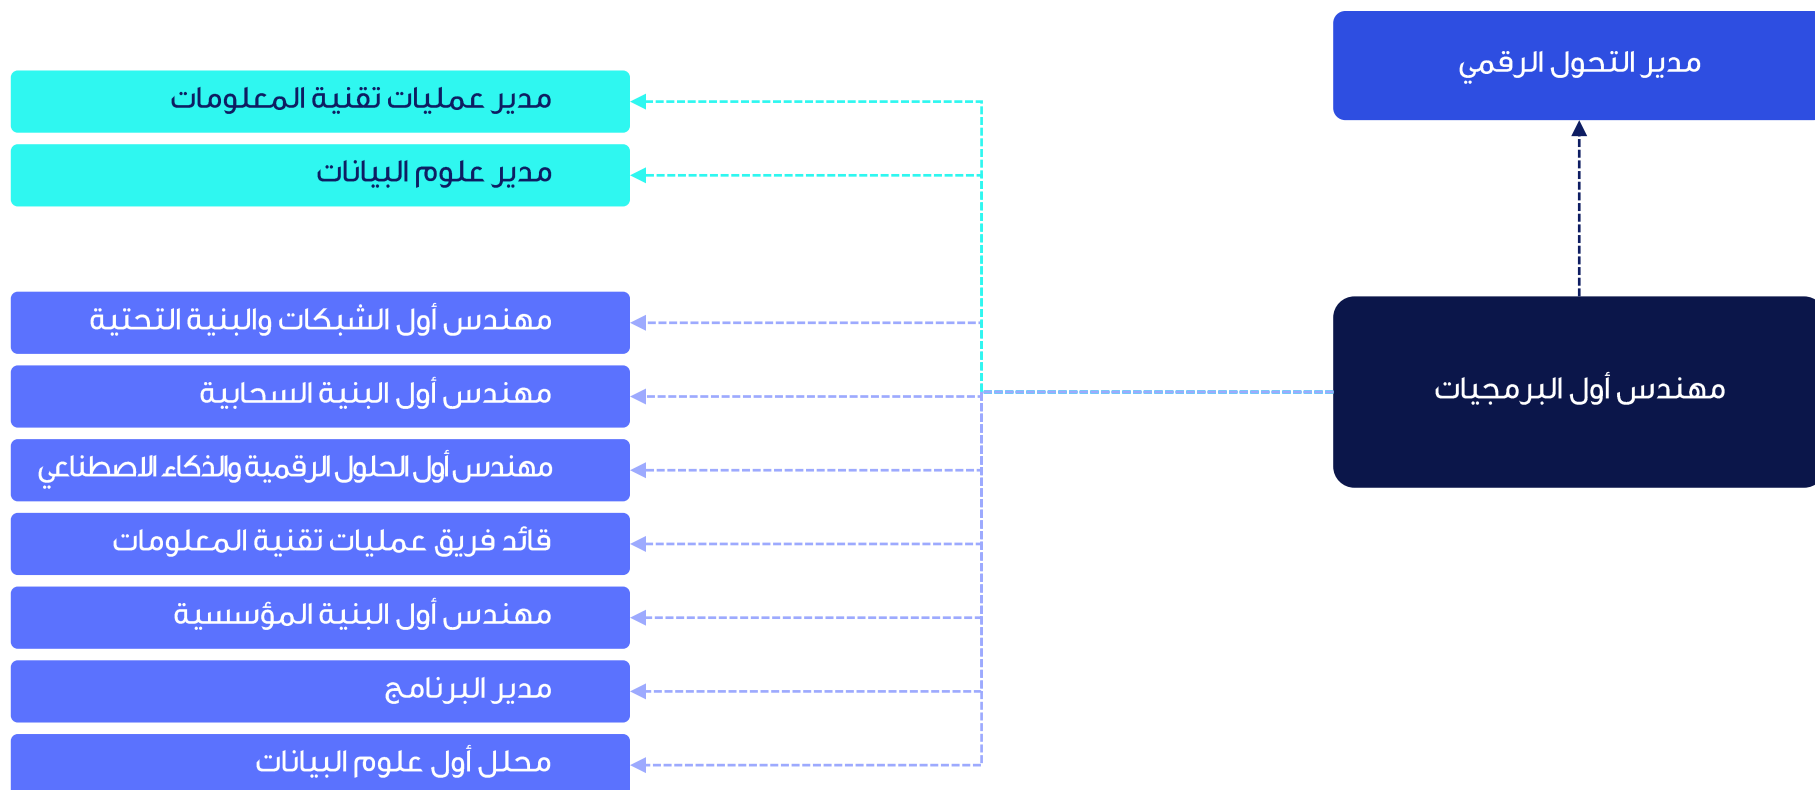 مدير التحول الرقمي
مهندس أول البرمجيات
مدير عمليات تقنية المعلومات
مدير علوم البيانات
مهندس أول الشبكات والبنية التحتية
مهندس أول البنية السحابية
مهندس أول الحلول الرقمية والذكاء الاصطناعي
قائد فريق عمليات تقنية المعلومات
مهندس أول البنية المؤسسية
مدير البرنامج
محلل أول علوم البيانات